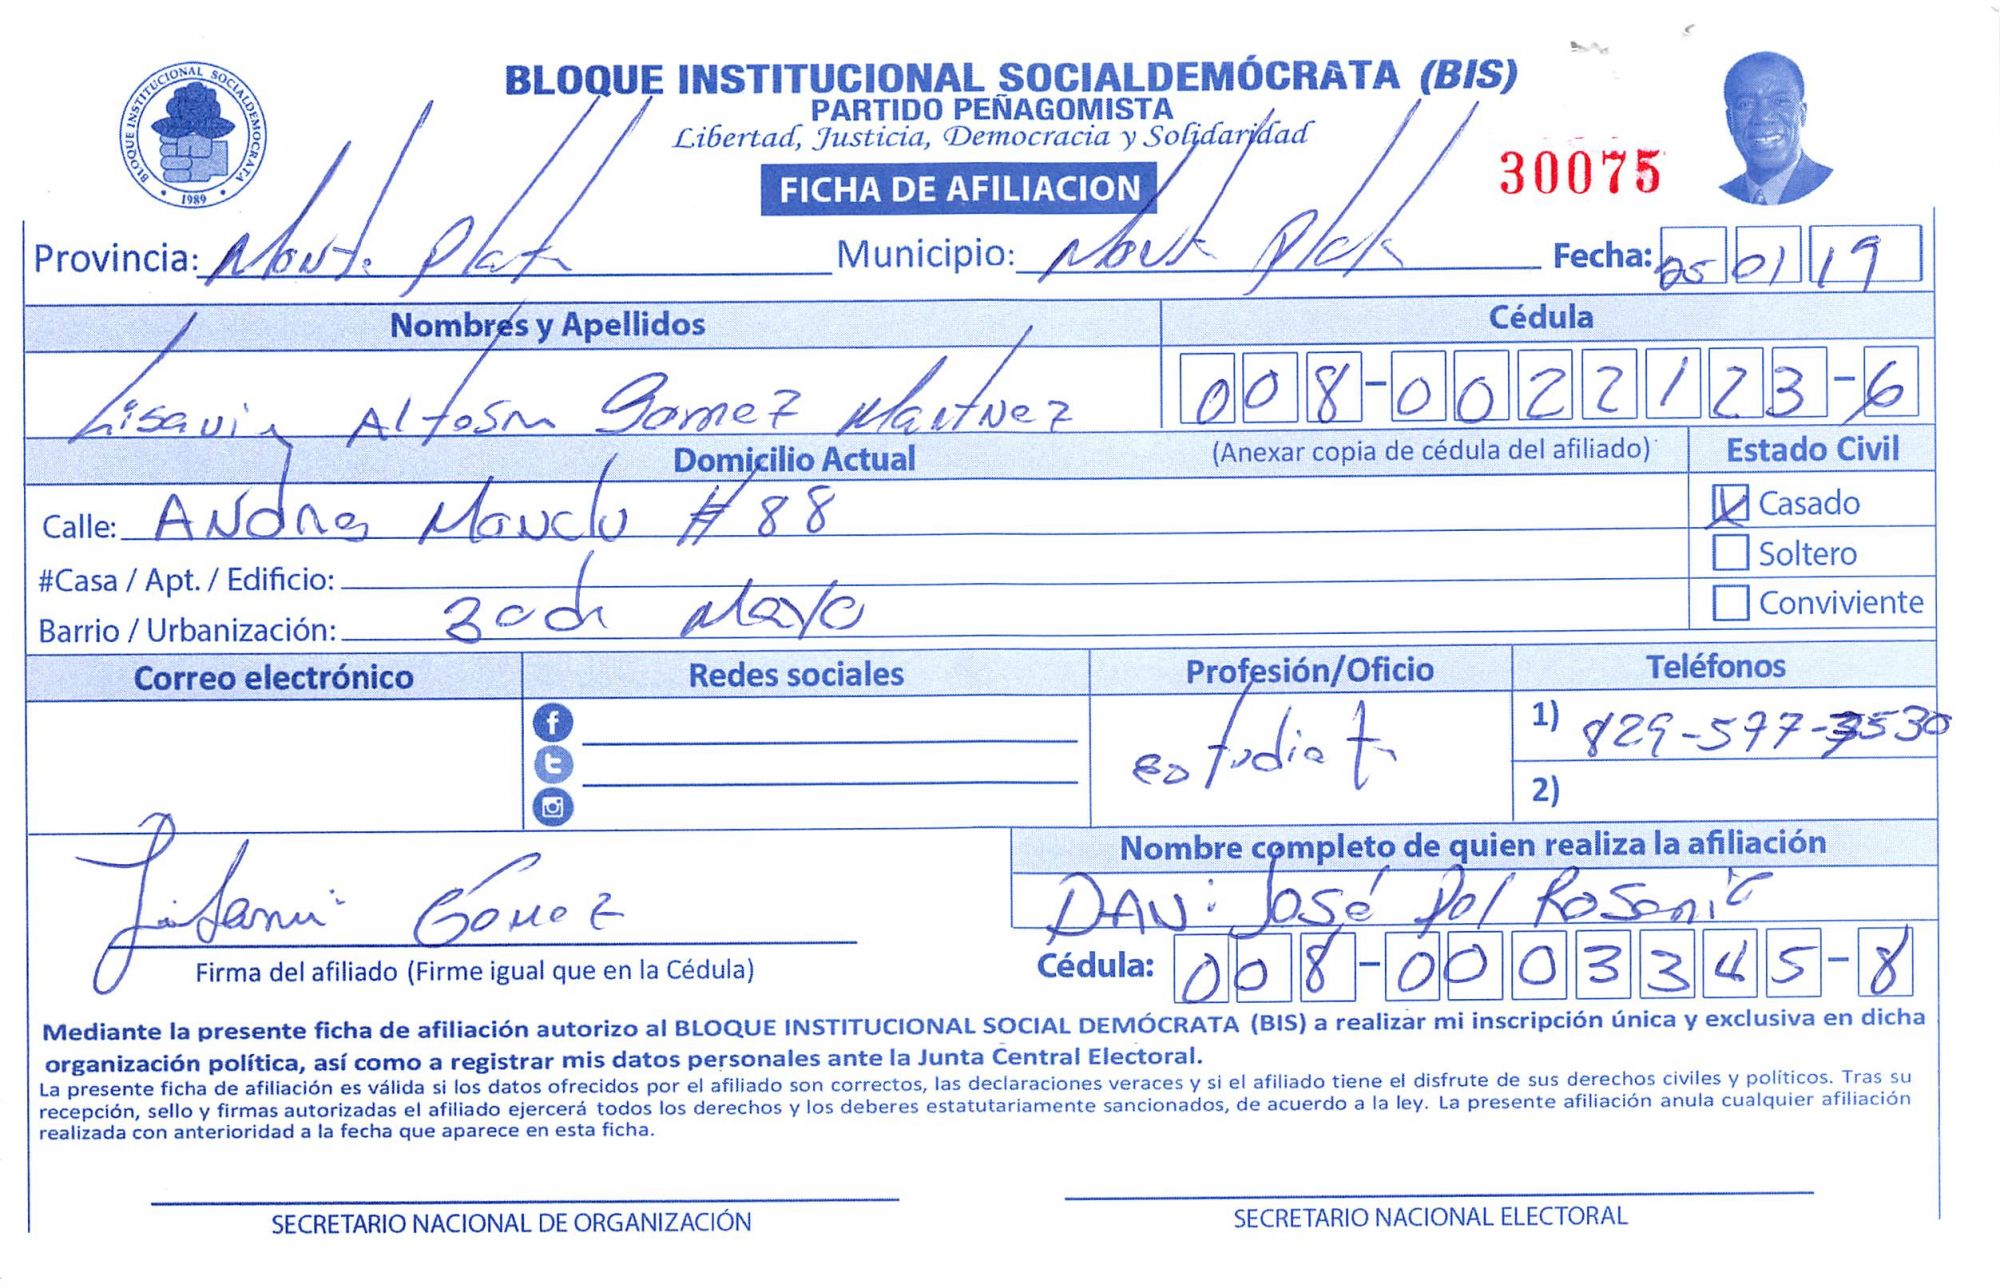 BLOQUE INSTITUCIONAL SOCIALDEMOCRATA
1989
BLOQUE INSTITUCIONAL SOCIALDEMÓCRATA (BIS)
PARTIDO PEÑAGOMISTA
Libertad, Justicia, Democracia y Solidaridad
FICHA DE AFILIACION
30075
Provincia: Monte Plata Municipio: Monte Plata Fecha: 25 01 19
Nombres y Apellidos Cédula
Gomez Martnez 008-0022123-6
Domicilio Actual (Anexar copia de cédula del afiliado) Estado Civil
Calle: Andres #88 Casado
#Casa / Apt. / Edificio: Soltero
Barrio / Urbanización: 30 de Mayo Conviviente
Correo electrónico Redes sociales Profesión/Oficio Teléfonos
1) 829-577-3530
2)
Nombre completo de quien realiza la afiliación
Gómez José Del Rosario
Firma del afiliado (Firme igual que en la Cédula) Cédula: 008-0003345-8
Mediante la presente ficha de afiliación autorizo al BLOQUE INSTITUCIONAL SOCIAL DEMÓCRATA (BIS) a realizar mi inscripción única y exclusiva en dicha
organización política, así como a registrar mis datos personales ante la Junta Central Electoral.
La presente ficha de afiliación es válida si los datos ofrecidos por el afiliado son correctos, las declaraciones veraces y si el afiliado tiene el disfrute de sus derechos civiles y políticos. Tras su
recepción, sello y firmas autorizadas el afiliado ejercerá todos los derechos y los deberes estatutariamente sancionados, de acuerdo a la ley. La presente afiliación anula cualquier afiliación
realizada con anterioridad a la fecha que aparece en esta ficha.
SECRETARIO NACIONAL DE ORGANIZACIÓN SECRETARIO NACIONAL ELECTORAL